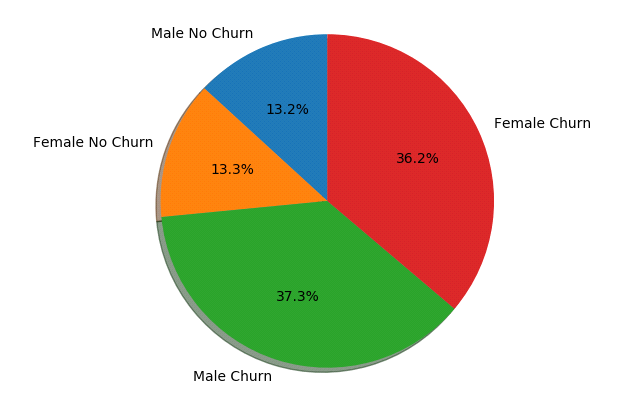 Male No Churn
13.2%
Female Churn
36.2%
Female No Churn
13.3%
37.3%
Male Churn